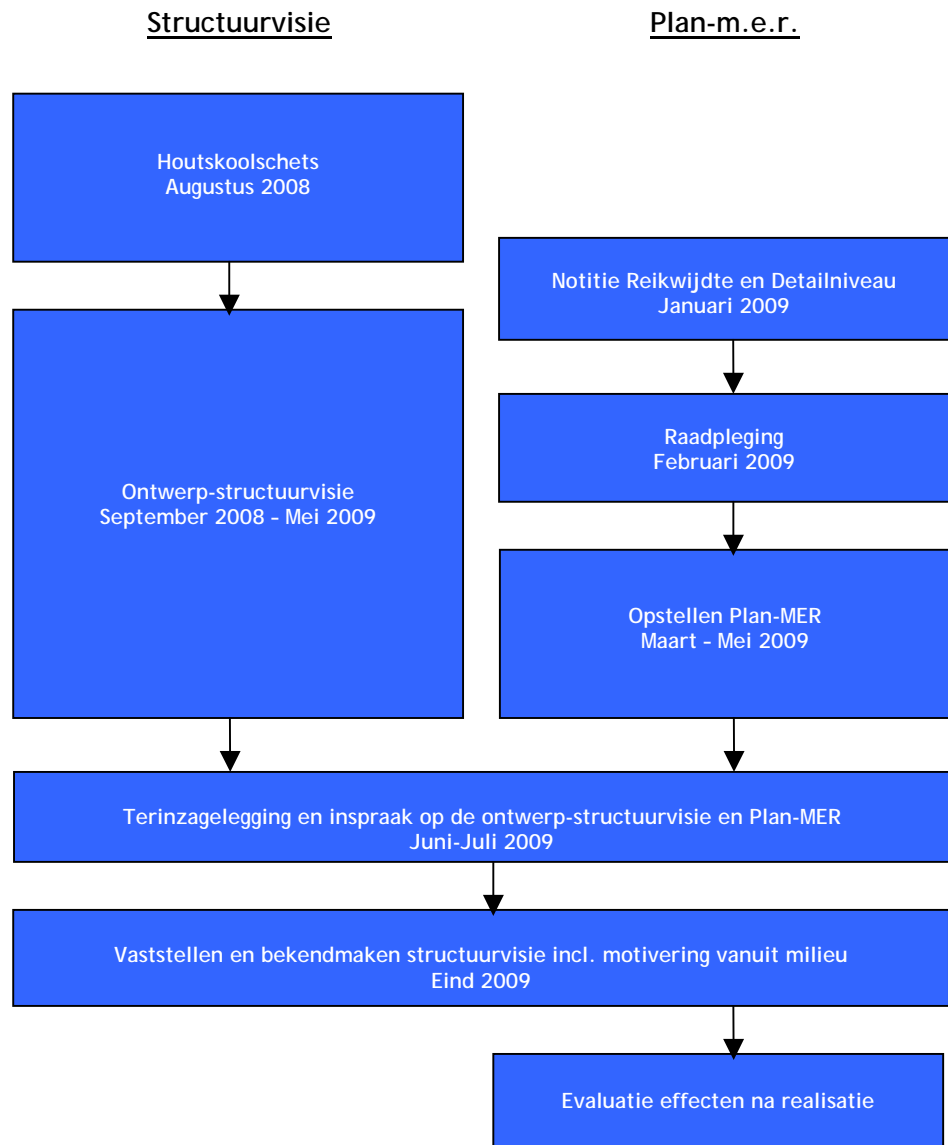 Structuurvisie
Plan-m.e.r.
Houtskoolschets
Augustus 2008
Notitie Reikwijdte en Detailniveau
Januari 2009
Raadpleging
Februari 2009
Ontwerp-structuurvisie
September 2008 - Mei 2009
Opstellen Plan-MER
Maart - Mei 2009
Terinzagelegging en inspraak op de ontwerp-structuurvisie en Plan-MER
Juni-Juli 2009
Vaststellen en bekendmaken structuurvisie incl. motivering vanuit milieu
Eind 2009
Evaluatie effecten na realisatie